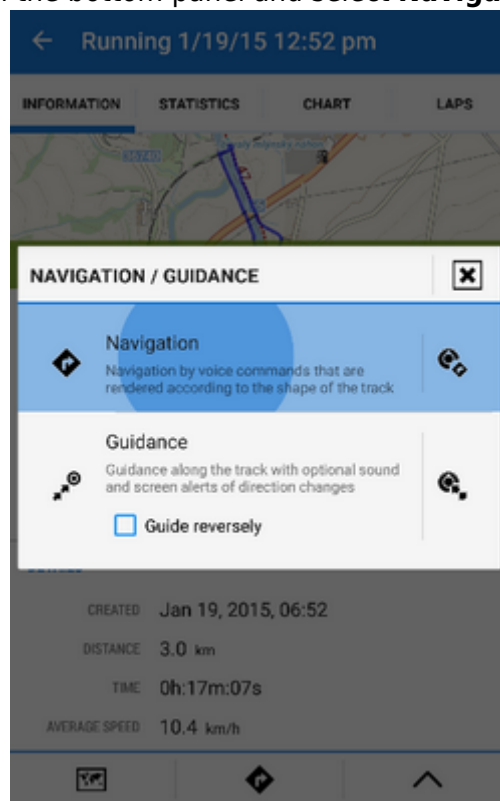 the bottom panel and select Naviga
Running 1/19/15 12:52 pm
INFORMATION STATISTICS CHART LAPS
36740
47
NAVIGATION / GUIDANCE
Navigation
Navigation by voice commands that are
rendered according to the shape of the track
Guidance
Guidance along the track with optional sound
and screen alerts of direction changes
Guide reversely
CREATED Jan 19, 2015, 06:52
DISTANCE 3.0 km
TIME 0h:17m:07s
AVERAGE SPEED 10.4 km/h